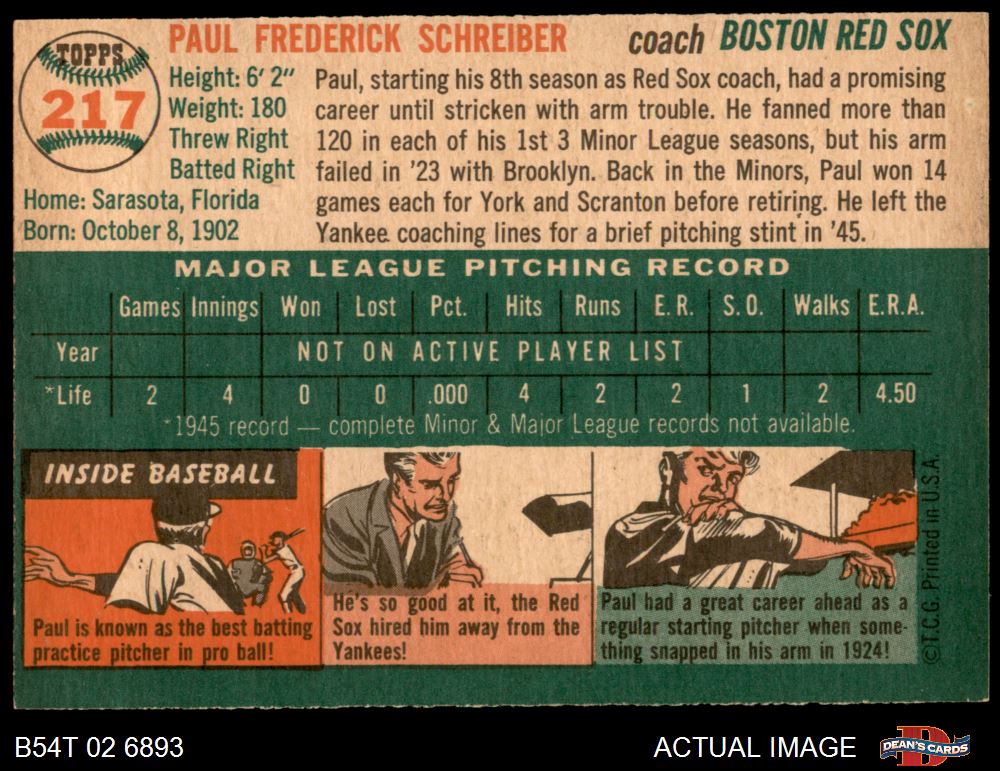 TOPPS
217
PAUL FREDERICK SCHREIBER
coach BOSTON RED SOX
Height: 6' 2"
Weight: 180
Threw Right
Batted Right
Home: Sarasota, Florida
Born: October 8, 1902
Paul, starting his 8th season as Red Sox coach, had a promising
career until stricken with arm trouble. He fanned more than
120 in each of his 1st 3 Minor League seasons, but his arm
failed in '23 with Brooklyn. Back in the Minors, Paul won 14
games each for York and Scranton before retiring. He left the
Yankee coaching lines for a brief pitching stint in '45.
MAJOR LEAGUE PITCHING RECORD
Games Innings Won Lost Pct. Hits Runs E. R. S. O. Walks E.R.A.
Year NOT ON ACTIVE PLAYER LIST
*Life 2 4 0 0 .000 4 2 2 1 2 4.50
*1945 record — complete Minor & Major League records not available.
INSIDE BASEBALL
Paul is known as the best batting
practice pitcher in pro ball!
He's so good at it, the Red
Sox hired him away from the
Yankees!
Paul had a great career ahead as a
regular starting pitcher when some-
thing snapped in his arm in 1924!
©T.C.G. Printed in U.S.A.
B54T 02 6893
ACTUAL IMAGE
DEAN'S CARDS